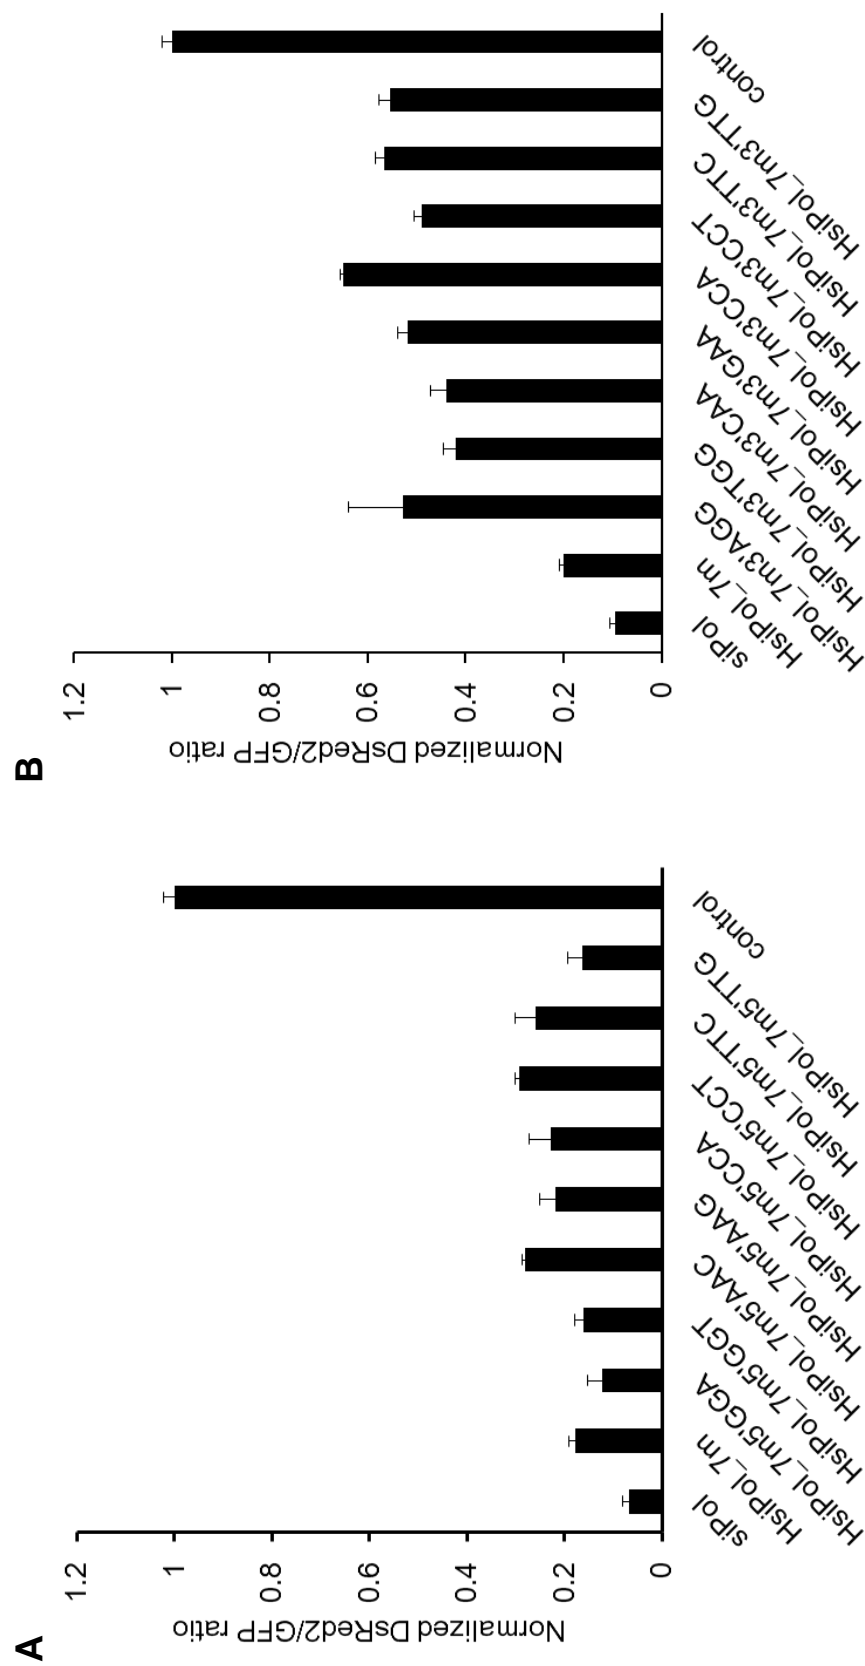 A
Normalized DsRed2/GFP ratio
1.2
1
0.8
0.6
0.4
0.2
0
siPol
HsiPol_7m
HsiPol_7m5'GGA
HsiPol_7m5'GGT
HsiPol_7m5'AAC
HsiPol_7m5'AAG
HsiPol_7m5'CCA
HsiPol_7m5'CCT
HsiPol_7m5'TTC
HsiPol_7m5'TTG
control
B
Normalized DsRed2/GFP ratio
1.2
1
0.8
0.6
0.4
0.2
0
siPol
HsiPol_7m
HsiPol_7m3'AGG
HsiPol_7m3'TGG
HsiPol_7m3'CAA
HsiPol_7m3'GAA
HsiPol_7m3'CCA
HsiPol_7m3'CCT
HsiPol_7m3'TTC
HsiPol_7m3'TTG
control